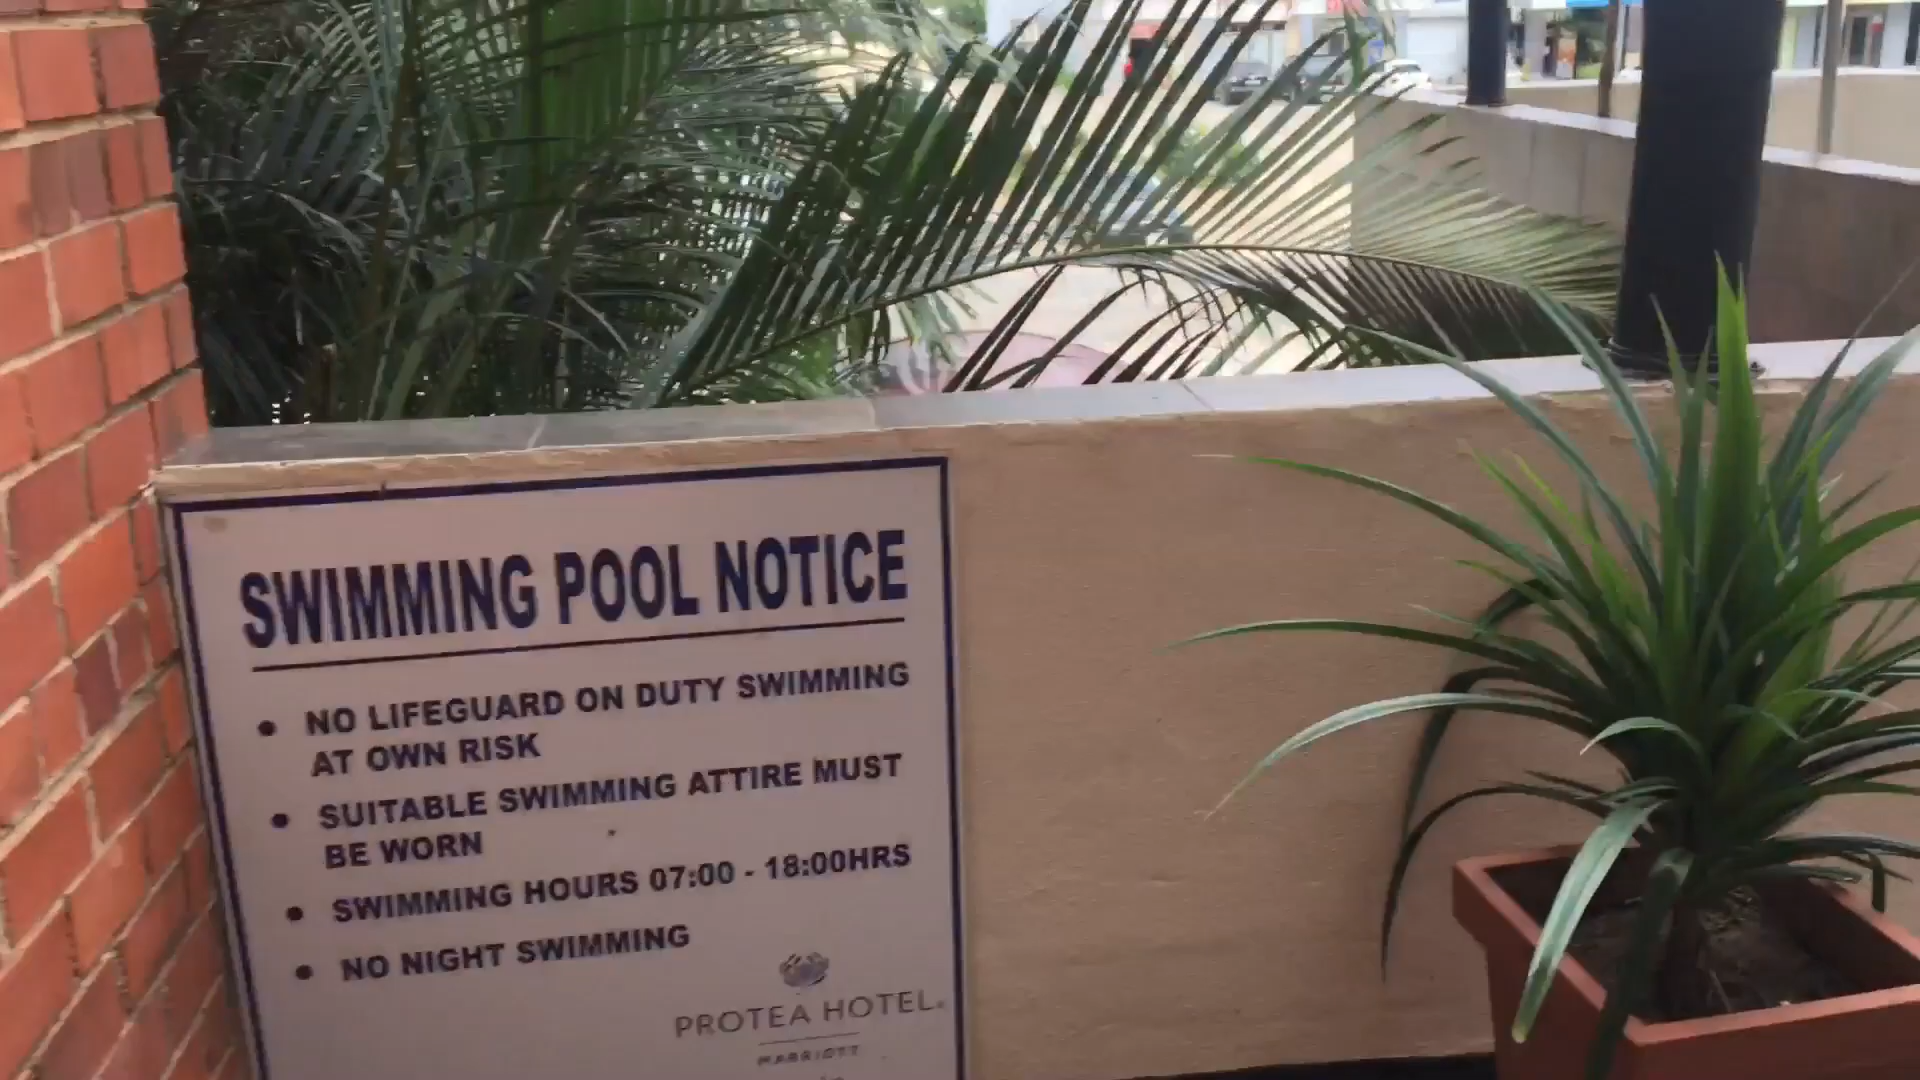 SWIMMING POOL NOTICE
• NO LIFEGUARD ON DUTY SWIMMING
AT OWN RISK
• SUITABLE SWIMMING ATTIRE MUST
BE WORN
• SWIMMING HOURS 07:00 - 18:00HRS
• NO NIGHT SWIMMING
PROTEA HOTEL.
MARRIOTT